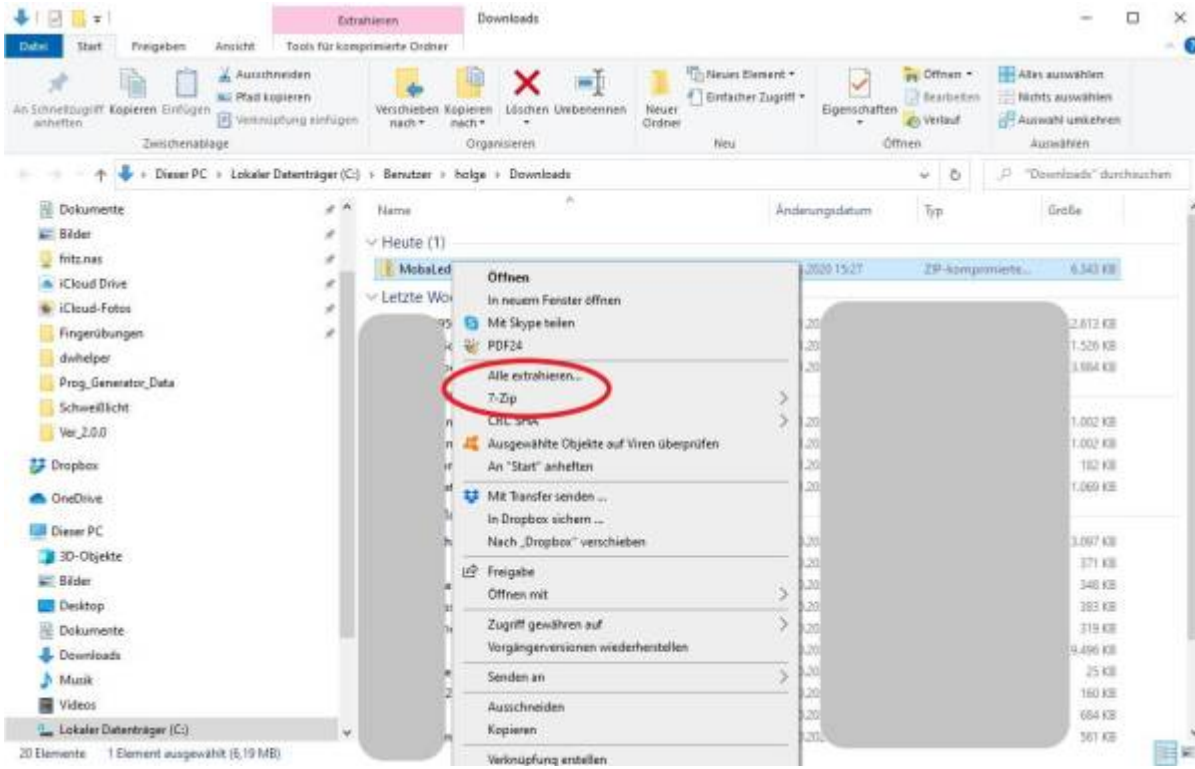 Extrahieren
Downloads
Datei Start Freigeben Ansicht Tools für komprimierte Ordner
An Schnellzugriff anheften
Kopieren
Einfügen
Ausschneiden
Pfad kopieren
Verknüpfung einfügen
Zwischenablage
Verschieben nach
Kopieren nach
Löschen
Umbenennen
Organisieren
Neuer Ordner
Neues Element
Einfacher Zugriff
Neu
Eigenschaften
Öffnen
Bearbeiten
Verlauf
Öffnen
Alles auswählen
Nichts auswählen
Auswahl umkehren
Auswählen
Dieser PC › Lokaler Datenträger (C:) › Benutzer › holge › Downloads
"Downloads" durchsuchen
Dokumente
Bilder
fritz.nas
iCloud Drive
iCloud-Fotos
Fingerübungen
dwhelper
Prog_Generator_Data
Schweißlicht
Ver_2.0.0
Dropbox
OneDrive
Dieser PC
3D-Objekte
Bilder
Desktop
Dokumente
Downloads
Musik
Videos
Lokaler Datenträger (C:)
Name Änderungsdatum Typ Größe
Heute (1)
MobaLed .2020 15:27 ZIP-komprimierte... 6.343 KB
Letzte Wo
Öffnen
In neuem Fenster öffnen
Mit Skype teilen
PDF24
Alle extrahieren...
7-Zip
CRC SHA
Ausgewählte Objekte auf Viren überprüfen
An "Start" anheften
Mit Transfer senden ...
In Dropbox sichern ...
Nach „Dropbox" verschieben
Freigabe
Öffnen mit
Zugriff gewähren auf
Vorgängerversionen wiederherstellen
Senden an
Ausschneiden
Kopieren
Verknüpfung erstellen
2.613 KB
1.526 KB
3.984 KB
1.002 KB
1.002 KB
182 KB
1.069 KB
3.097 KB
371 KB
348 KB
383 KB
319 KB
9.496 KB
25 KB
160 KB
684 KB
561 KB
20 Elemente 1 Element ausgewählt (6,19 MB)